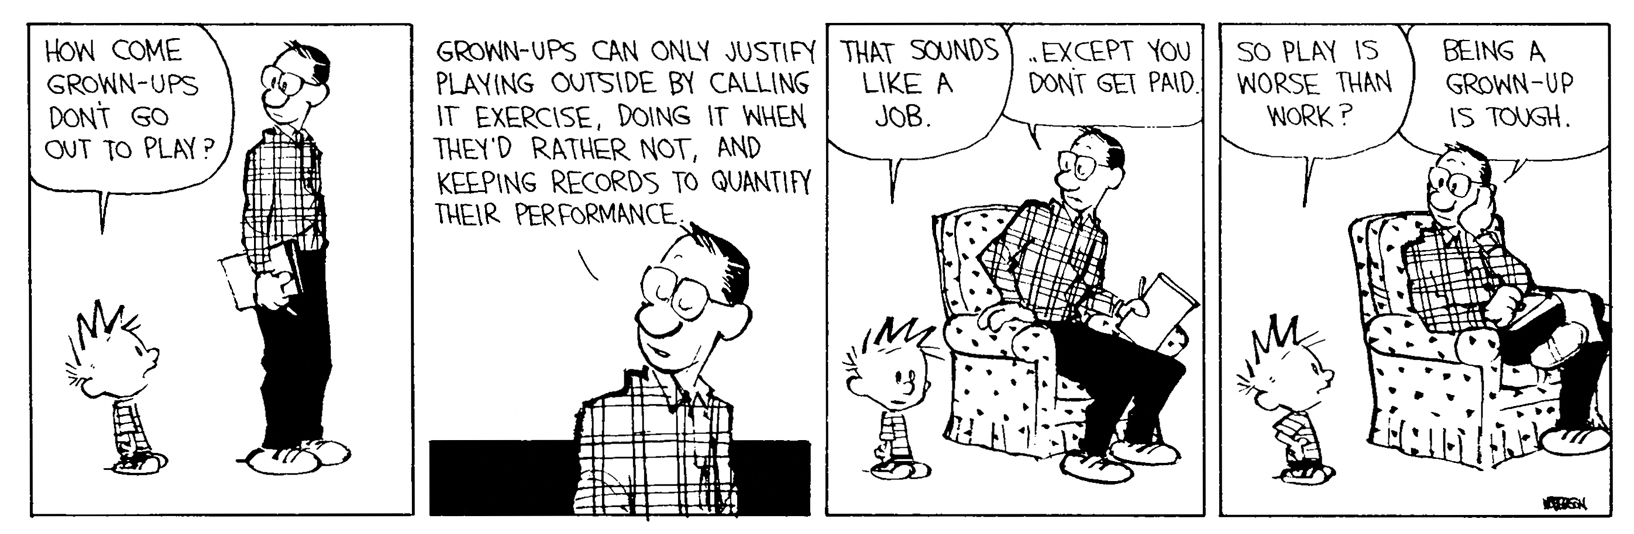 HOW COME
GROWN-UPS
DON'T GO
OUT TO PLAY?
GROWN-UPS CAN ONLY JUSTIFY
PLAYING OUTSIDE BY CALLING
IT EXERCISE, DOING IT WHEN
THEY'D RATHER NOT, AND
KEEPING RECORDS TO QUANTIFY
THEIR PERFORMANCE.
THAT SOUNDS
LIKE A
JOB.
..EXCEPT YOU
DON'T GET PAID.
SO PLAY IS
WORSE THAN
WORK?
BEING A
GROWN-UP
IS TOUGH.
WATTERSON